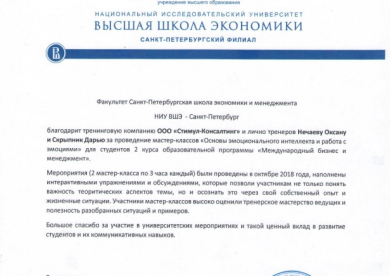 учреждение высшего образования
НАЦИОНАЛЬНЫЙ ИССЛЕДОВАТЕЛЬСКИЙ УНИВЕРСИТЕТ
ВЫСШАЯ ШКОЛА ЭКОНОМИКИ
САНКТ-ПЕТЕРБУРГСКИЙ ФИЛИАЛ
Факультет Санкт-Петербургская школа экономики и менеджмента
НИУ ВШЭ - Санкт-Петербург
благодарит тренинговую компанию ООО «Стимул-Консалтинг» и лично тренеров Нечаеву Оксану
и Скрыпник Дарью за проведение мастер-классов «Основы эмоционального интеллекта и работа с
эмоциями» для студентов 2 курса образовательной программы «Международный бизнес и
менеджмент».
Мероприятия (2 мастер-класса по 3 часа каждый) были проведены в октябре 2018 года, наполнены
интерактивными упражнениями и обсуждениями, которые позволи участникам не только понять
важность теоритических аспектов темы, но и осознать это через свой собственный опыт и
жизненные ситуации. Участники мастер-классов высоко оценили тренерское мастерство ведущих и
полезность разобранных ситуаций и примеров.
Большое спасибо за участие в университетских мероприятиях и такой ценный вклад в развитие
студентов и их коммуникативных навыков.